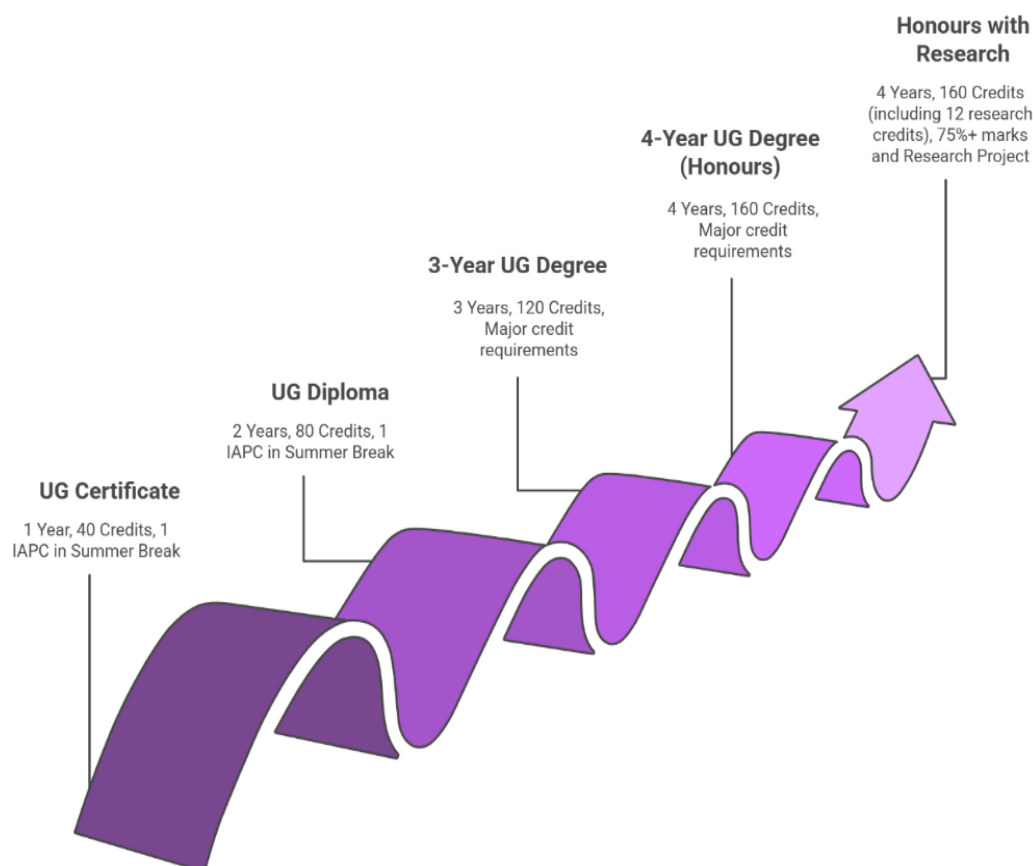 Honours with
Research
4 Years, 160 Credits
(including 12 research
credits), 75%+ marks
and Research Project
4-Year UG Degree
(Honours)
4 Years, 160 Credits,
Major credit
requirements
3-Year UG Degree
3 Years, 120 Credits,
Major credit
requirements
UG Diploma
2 Years, 80 Credits, 1
IAPC in Summer Break
UG Certificate
1 Year, 40 Credits, 1
IAPC in Summer Break